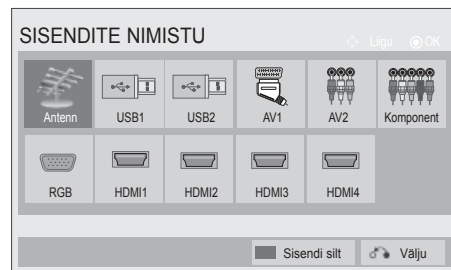 SISENDITE NIMISTU
Liigu OK
Antenn USB1 USB2 AV1 AV2 Komponent
RGB HDMI1 HDMI2 HDMI3 HDMI4
Sisendi silt Välju